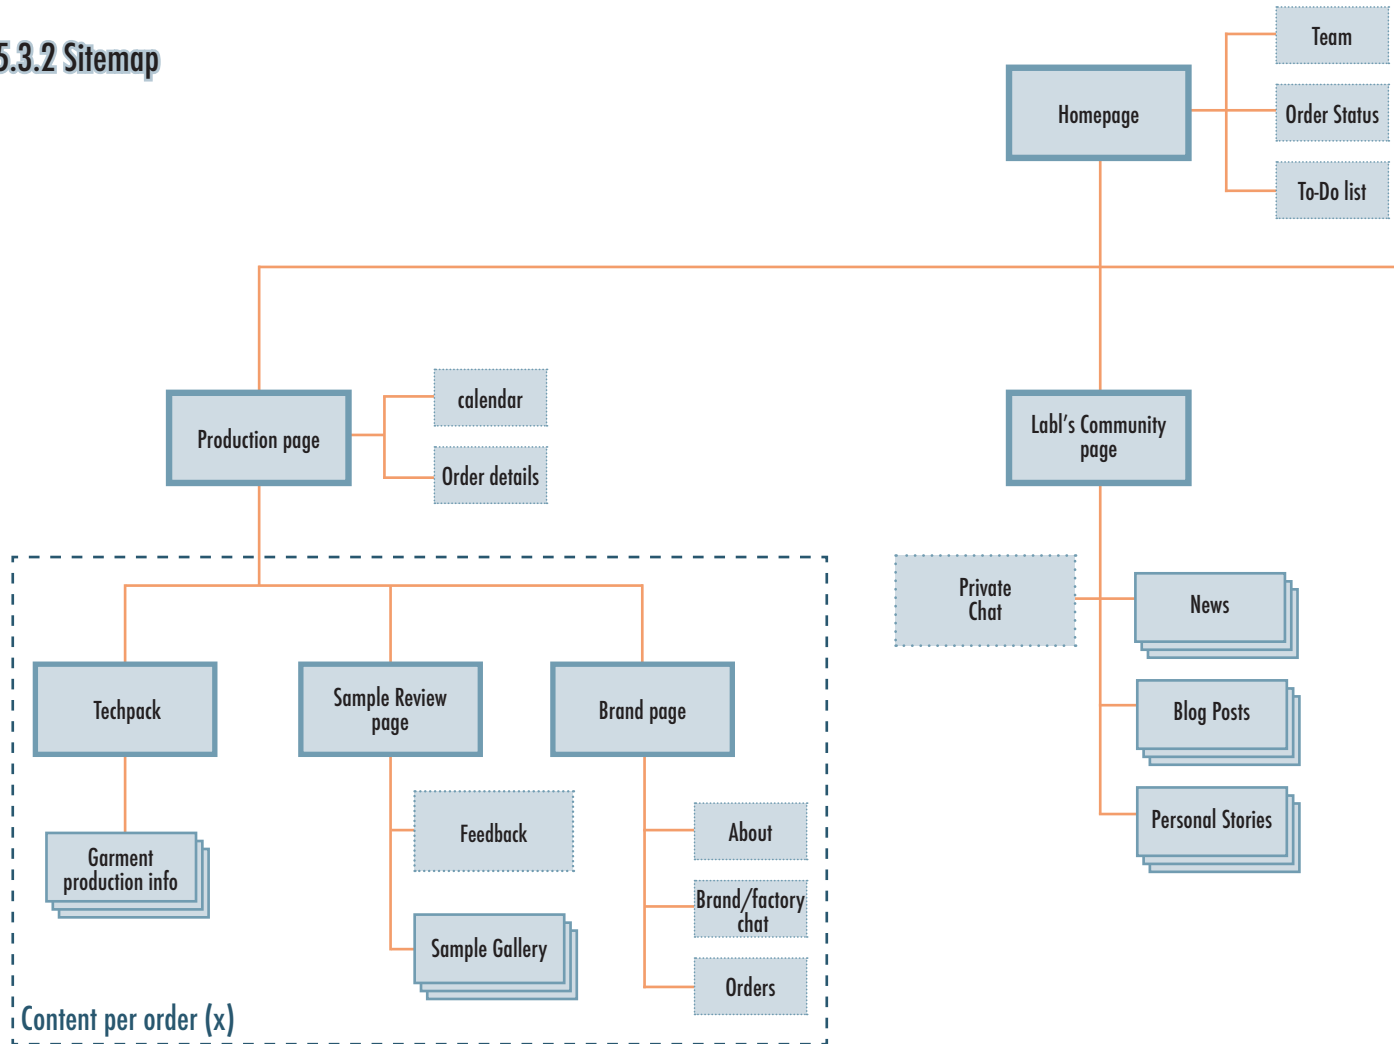 5.3.2 Sitemap
Team
Homepage
Order Status
To-Do list
calendar
Production page
Order details
Labl's Community
page
Private
Chat
News
Blog Posts
Personal Stories
Techpack
Sample Review
page
Brand page
Garment
production info
Feedback
Sample Gallery
About
Brand/factory
chat
Orders
Content per order (x)